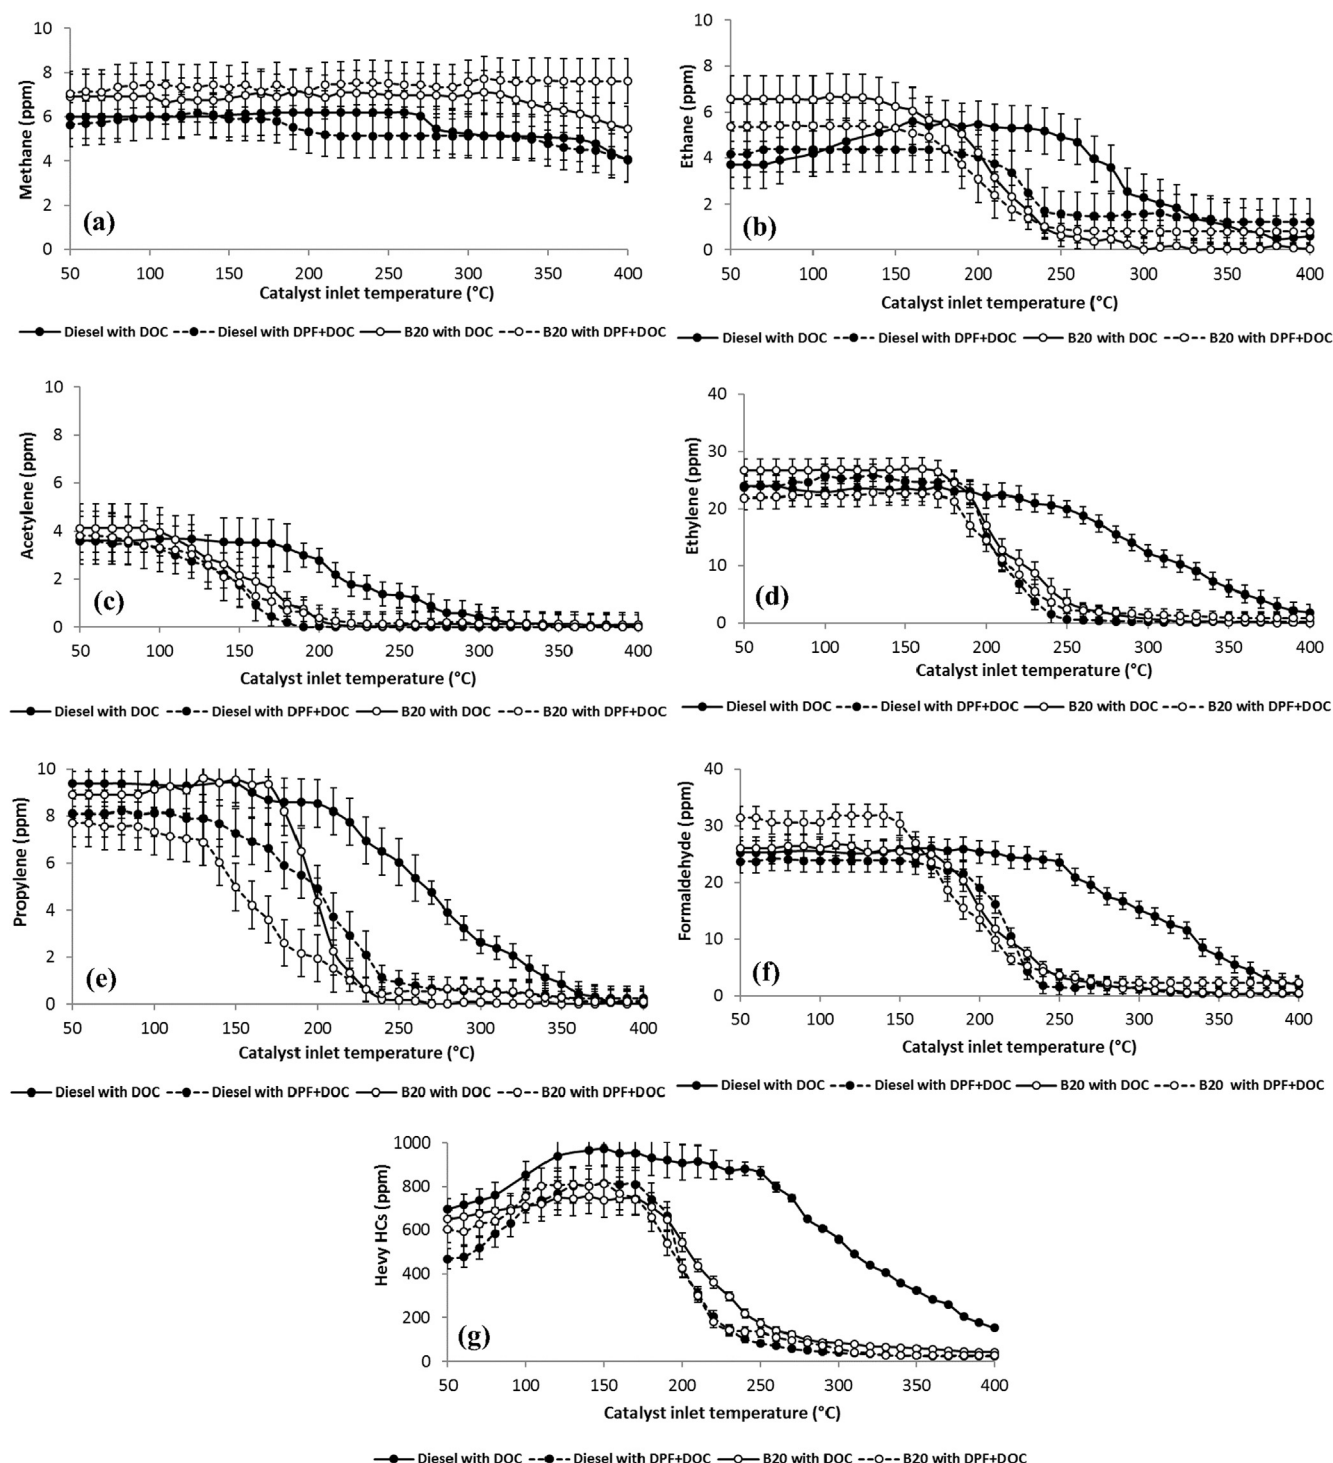 10
8
6
4
2
0
Methane (ppm)
(a)
50 100 150 200 250 300 350 400
Catalyst inlet temperature (°C)
Diesel with DOC Diesel with DPF+DOC B20 with DOC B20 with DPF+DOC
10
8
6
4
2
0
Ethane (ppm)
(b)
50 100 150 200 250 300 350 400
Catalyst inlet temperature (°C)
Diesel with DOC Diesel with DPF+DOC B20 with DOC B20 with DPF+DOC
10
8
6
4
2
0
Acetylene (ppm)
(c)
50 100 150 200 250 300 350 400
Catalyst inlet temperature (°C)
Diesel with DOC Diesel with DPF+DOC B20 with DOC B20 with DPF+DOC
40
30
20
10
0
Ethylene (ppm)
(d)
50 100 150 200 250 300 350 400
Catalyst inlet temperature (°C)
Diesel with DOC Diesel with DPF+DOC B20 with DOC B20 with DPF+DOC
10
8
6
4
2
0
Propylene (ppm)
(e)
50 100 150 200 250 300 350 400
Catalyst inlet temperature (°C)
Diesel with DOC Diesel with DPF+DOC B20 with DOC B20 with DPF+DOC
40
30
20
10
0
Formaldehyde (ppm)
(f)
50 100 150 200 250 300 350 400
Catalyst inlet temperature (°C)
Diesel with DOC Diesel with DPF+DOC B20 with DOC B20 with DPF+DOC
1000
800
600
400
200
0
Hevy HCs (ppm)
(g)
50 100 150 200 250 300 350 400
Catalyst inlet temperature (°C)
Diesel with DOC Diesel with DPF+DOC B20 with DOC B20 with DPF+DOC